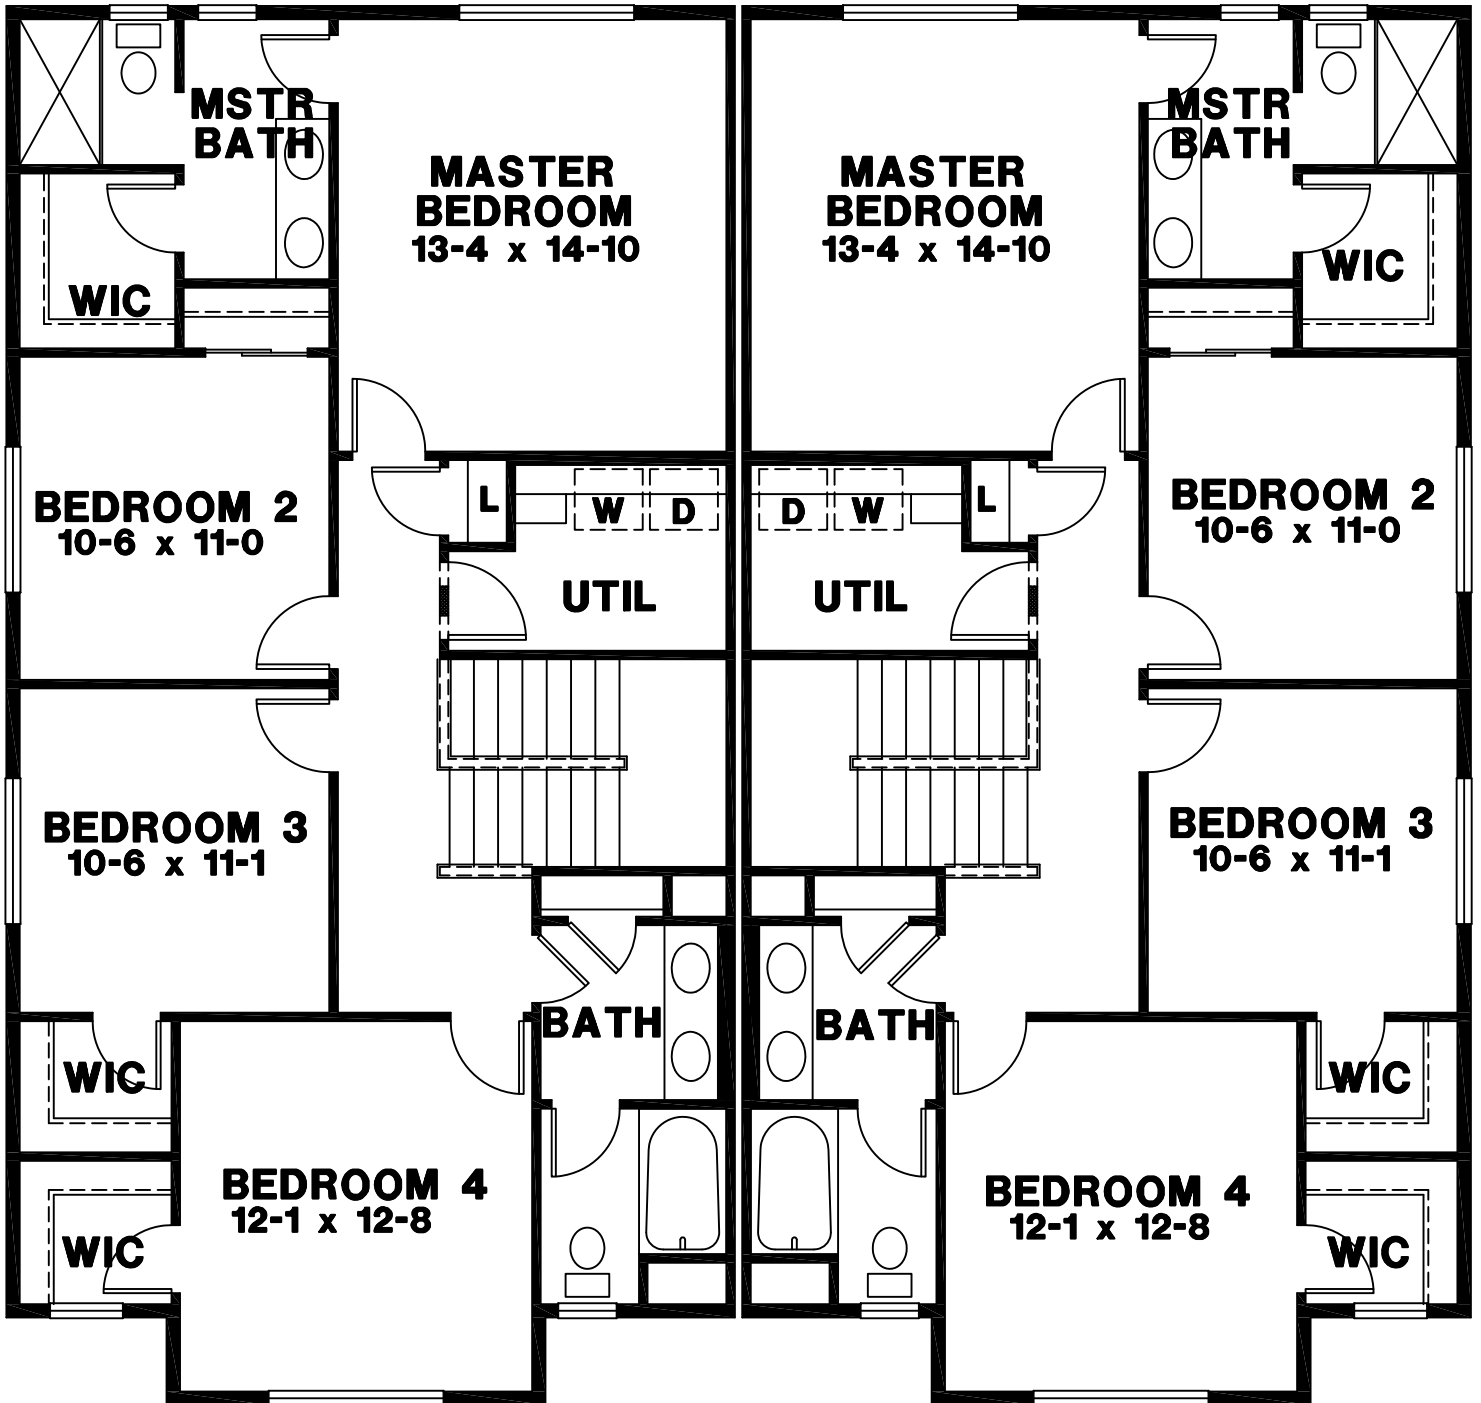 MSTR
BATH
MASTER
BEDROOM
13-4 x 14-10
WIC
BEDROOM 2
10-6 x 11-0
L
W
D
UTIL
BEDROOM 3
10-6 x 11-1
BATH
WIC
BEDROOM 4
12-1 x 12-8
WIC
MASTER
BEDROOM
13-4 x 14-10
MSTR
BATH
WIC
D
W
L
BEDROOM 2
10-6 x 11-0
UTIL
BEDROOM 3
10-6 x 11-1
BATH
WIC
BEDROOM 4
12-1 x 12-8
WIC